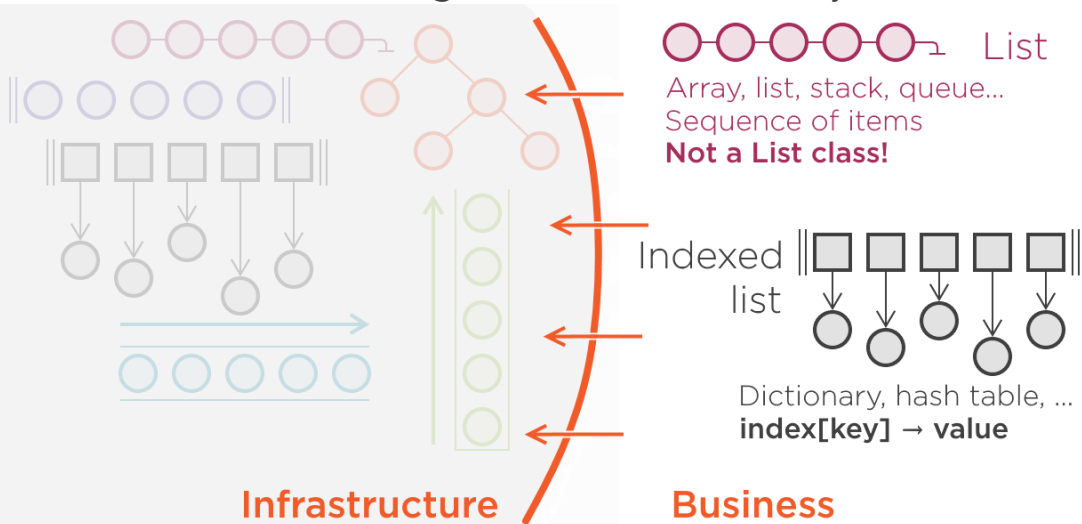 List
Array, list, stack, queue...
Sequence of items
Not a List class!
Indexed
list
Dictionary, hash table, ...
index[key] → value
Infrastructure
Business